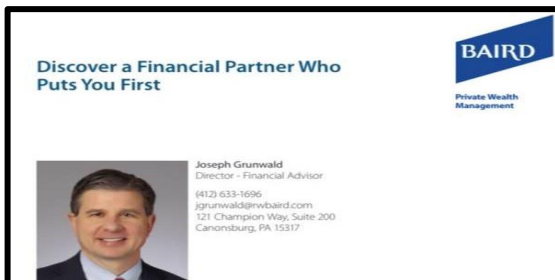 Discover a Financial Partner Who
Puts You First
BAIRD
Private Wealth
Management
Joseph Grunwald
Director - Financial Advisor
(412) 633-1696
jgrunwald@rwbaird.com
121 Champion Way, Suite 200
Canonsburg, PA 15317